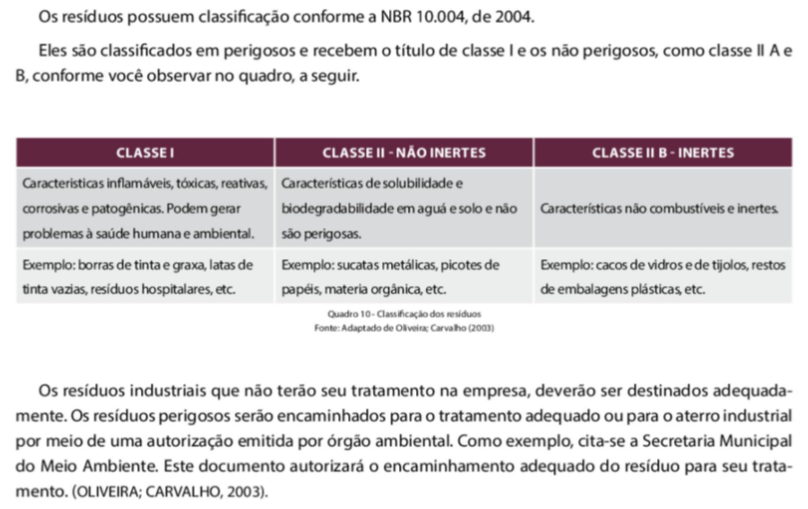 Os resíduos possuem classificação conforme a NBR 10.004, de 2004.
Eles são classificados em perigosos e recebem o título de classe I e os não perigosos, como classe II A e
B, conforme você observar no quadro, a seguir.
CLASSE I
CLASSE II - NÃO INERTES
CLASSE II B - INERTES
Caracteristicas inflamáveis, tóxicas, reativas,
corrosivas e patogênicas. Podem gerar
problemas à saúde humana e ambiental.
Características de solubilidade e
biodegradabilidade em aguá e solo e não
são perigosas.
Características não combustíveis e inertes.
Exemplo: borras de tinta e graxa, latas de
tinta vazias, resíduos hospitalares, etc.
Exemplo: sucatas metálicas, picotes de
papéis, materia orgânica, etc.
Exemplo: cacos de vidros e de tijolos, restos
de embalagens plásticas, etc.
Quadro 10 - Classificação dos resíduos
Fonte: Adaptado de Oliveira; Carvalho (2003)
Os resíduos industriais que não terão seu tratamento na empresa, deverão ser destinados adequada-
mente. Os resíduos perigosos serão encaminhados para o tratamento adequado ou para o aterro industrial
por meio de uma autorização emitida por órgão ambiental. Como exemplo, cita-se a Secretaria Municipal
do Meio Ambiente. Este documento autorizará o encaminhamento adequado do resíduo para seu trata-
mento. (OLIVEIRA; CARVALHO, 2003).